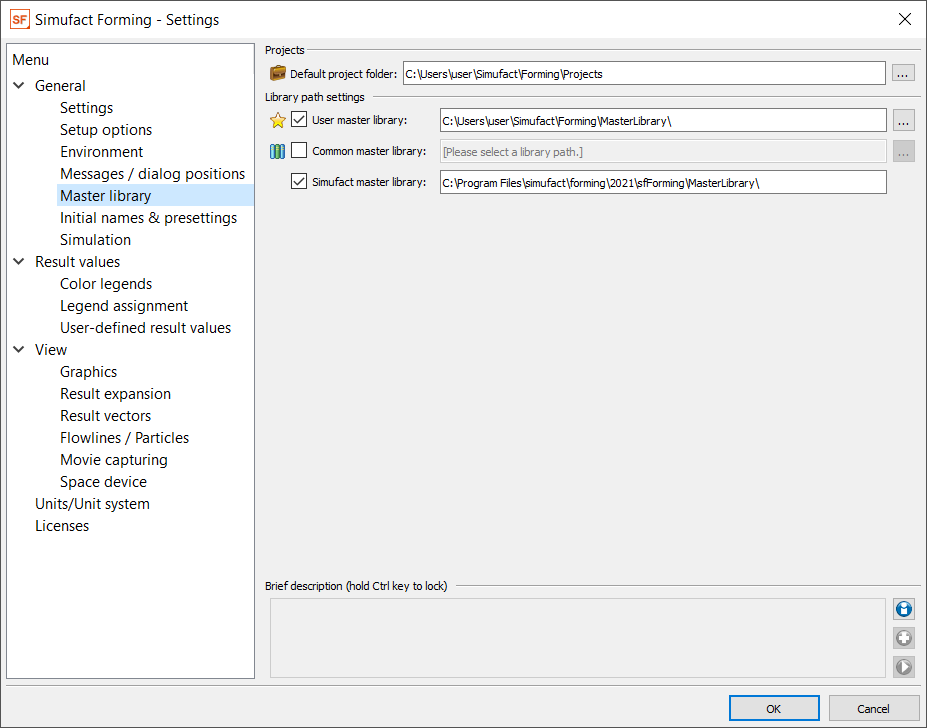 SF Simufact Forming - Settings
Menu
General
Settings
Setup options
Environment
Messages / dialog positions
Master library
Initial names & presettings
Simulation
Result values
Color legends
Legend assignment
User-defined result values
View
Graphics
Result expansion
Result vectors
Flowlines / Particles
Movie capturing
Space device
Units/Unit system
Licenses
Projects
Default project folder: C:\Users\user\Simufact\Forming\Projects ...
Library path settings
User master library: C:\Users\user\Simufact\Forming\MasterLibrary\ ...
Common master library: [Please select a library path.] ...
Simufact master library: C:\Program Files\simufact\forming\2021\sfForming\MasterLibrary\
Brief description (hold Ctrl key to lock)
OK Cancel